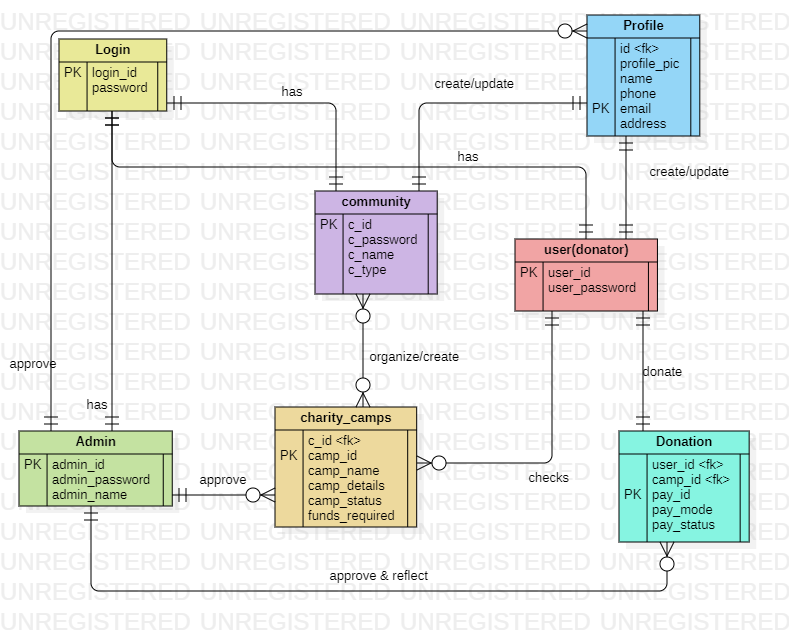 Login
PK login_id
password
Profile
id <fk>
profile_pic
name
phone
PK email
address
has
create/update
has
create/update
community
PK c_id
c_password
c_name
c_type
user(donator)
PK user_id
user_password
approve
has
organize/create
donate
charity_camps
c_id <fk>
PK camp_id
camp_name
camp_details
camp_status
funds_required
Admin
PK admin_id
admin_password
admin_name
approve
checks
Donation
user_id <fk>
camp_id <fk>
PK pay_id
pay_mode
pay_status
approve & reflect
UNREGISTERED